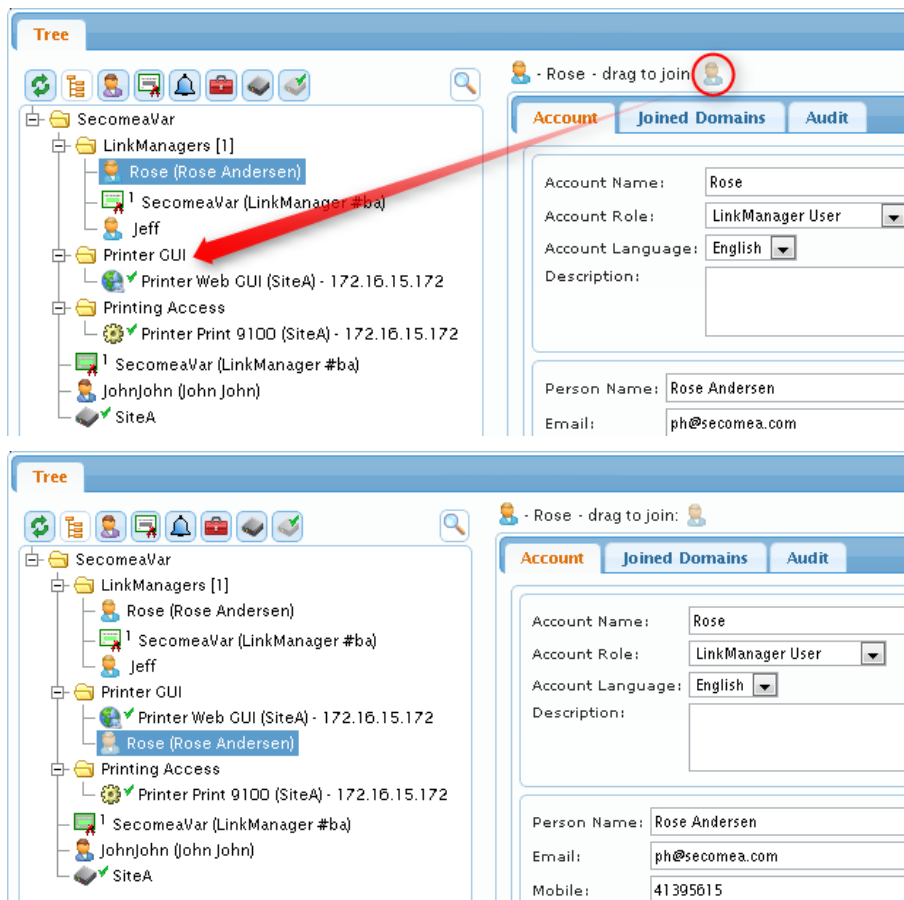 Tree
- Rose - drag to join
SecomeaVar
LinkManagers [1]
Rose (Rose Andersen)
1 SecomeaVar (LinkManager #ba)
Jeff
Printer GUI
Printer Web GUI (SiteA) - 172.16.15.172
Printing Access
Printer Print 9100 (SiteA) - 172.16.15.172
1 SecomeaVar (LinkManager #ba)
JohnJohn (John John)
SiteA
Account Joined Domains Audit
Account Name: Rose
Account Role: LinkManager User
Account Language: English
Description:
Person Name: Rose Andersen
Email: ph@secomea.com
Tree
- Rose - drag to join:
SecomeaVar
LinkManagers [1]
Rose (Rose Andersen)
1 SecomeaVar (LinkManager #ba)
Jeff
Printer GUI
Printer Web GUI (SiteA) - 172.16.15.172
Rose (Rose Andersen)
Printing Access
Printer Print 9100 (SiteA) - 172.16.15.172
1 SecomeaVar (LinkManager #ba)
JohnJohn (John John)
SiteA
Account Joined Domains Audit
Account Name: Rose
Account Role: LinkManager User
Account Language: English
Description:
Person Name: Rose Andersen
Email: ph@secomea.com
Mobile: 41395615